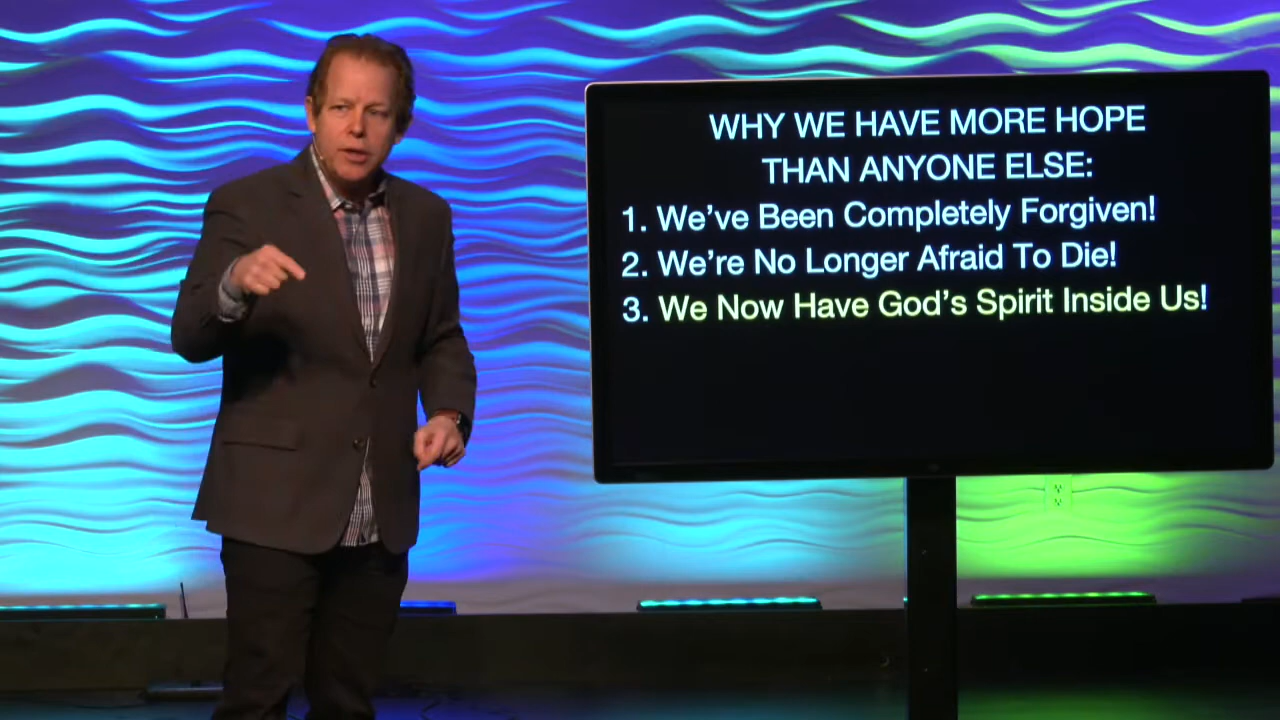 WHY WE HAVE MORE HOPE
THAN ANYONE ELSE:
1. We've Been Completely Forgiven!
2. We're No Longer Afraid To Die!
3. We Now Have God's Spirit Inside Us!